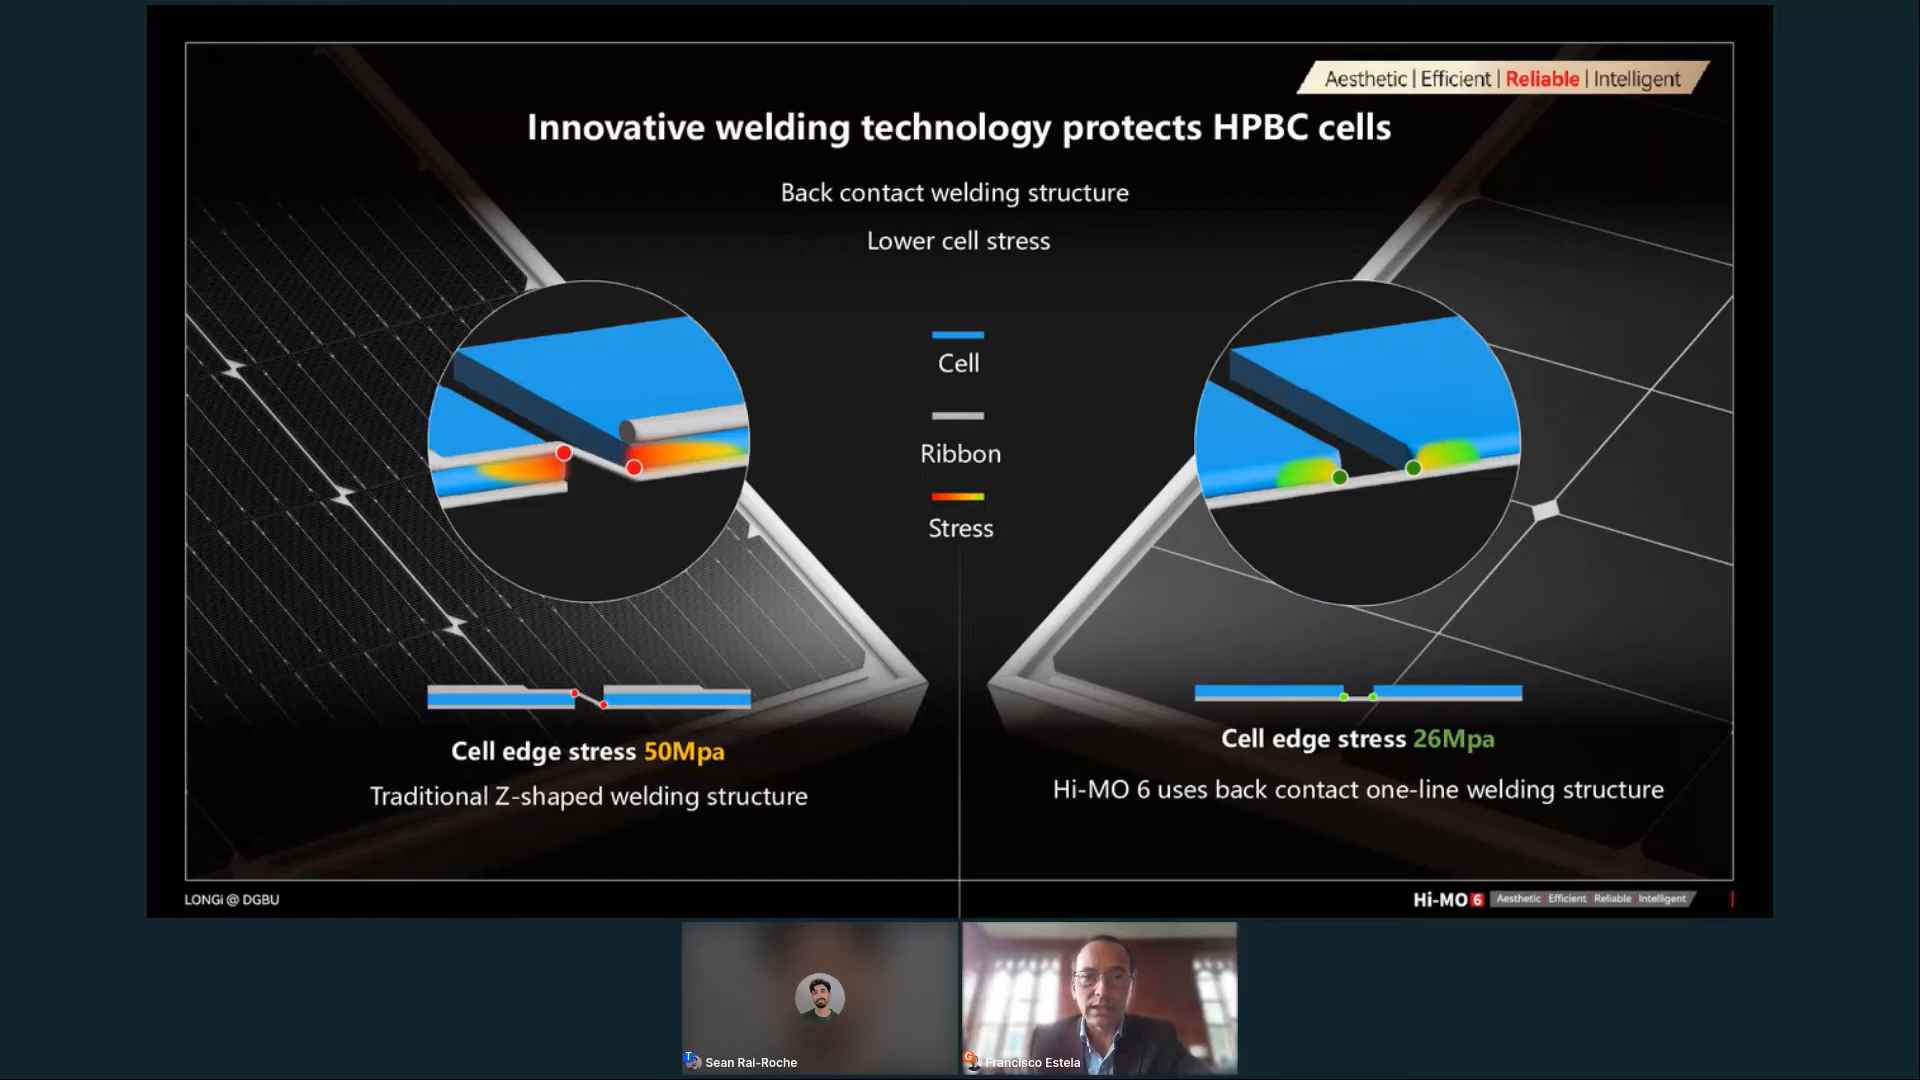 Aesthetic | Efficient | Reliable | Intelligent
Innovative welding technology protects HPBC cells
Back contact welding structure
Lower cell stress
Cell
Ribbon
Stress
Cell edge stress 50Mpa
Traditional Z-shaped welding structure
Cell edge stress 26Mpa
Hi-MO 6 uses back contact one-line welding structure
LONGi @ DGBU
Hi-MO 6 Aesthetic Efficient Reliable Intelligent
T Sean Rai-Roche
G Francisco Estela